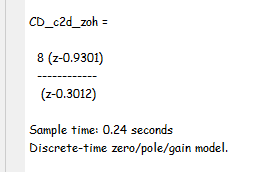 CD_c2d_zoh =
8 (z-0.9301)
------------
(z-0.3012)
Sample time: 0.24 seconds
Discrete-time zero/pole/gain model.